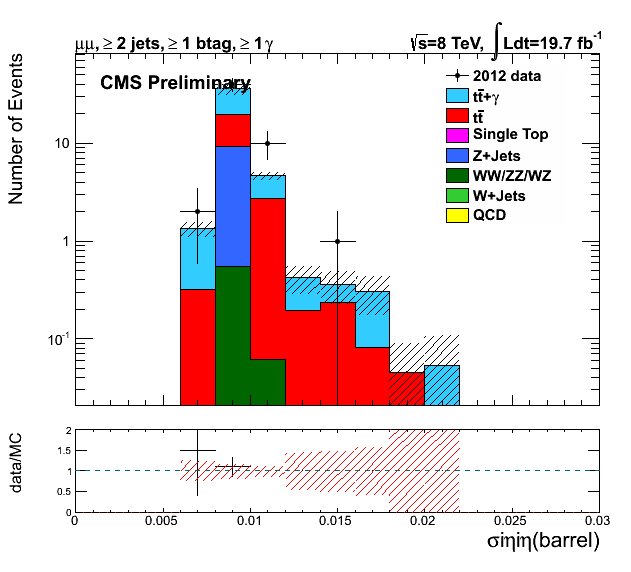 μμ, ≥ 2 jets, ≥ 1 btag, ≥ 1 γ
√s=8 TeV, ∫Ldt=19.7 fb⁻¹
CMS Preliminary
2012 data
tt̄+γ
tt̄
Single Top
Z+Jets
WW/ZZ/WZ
W+Jets
QCD
Number of Events
10
1
10⁻¹
data/MC
2
1.5
1
0.5
0
0 0.005 0.01 0.015 0.02 0.025 0.03
σiηiη(barrel)